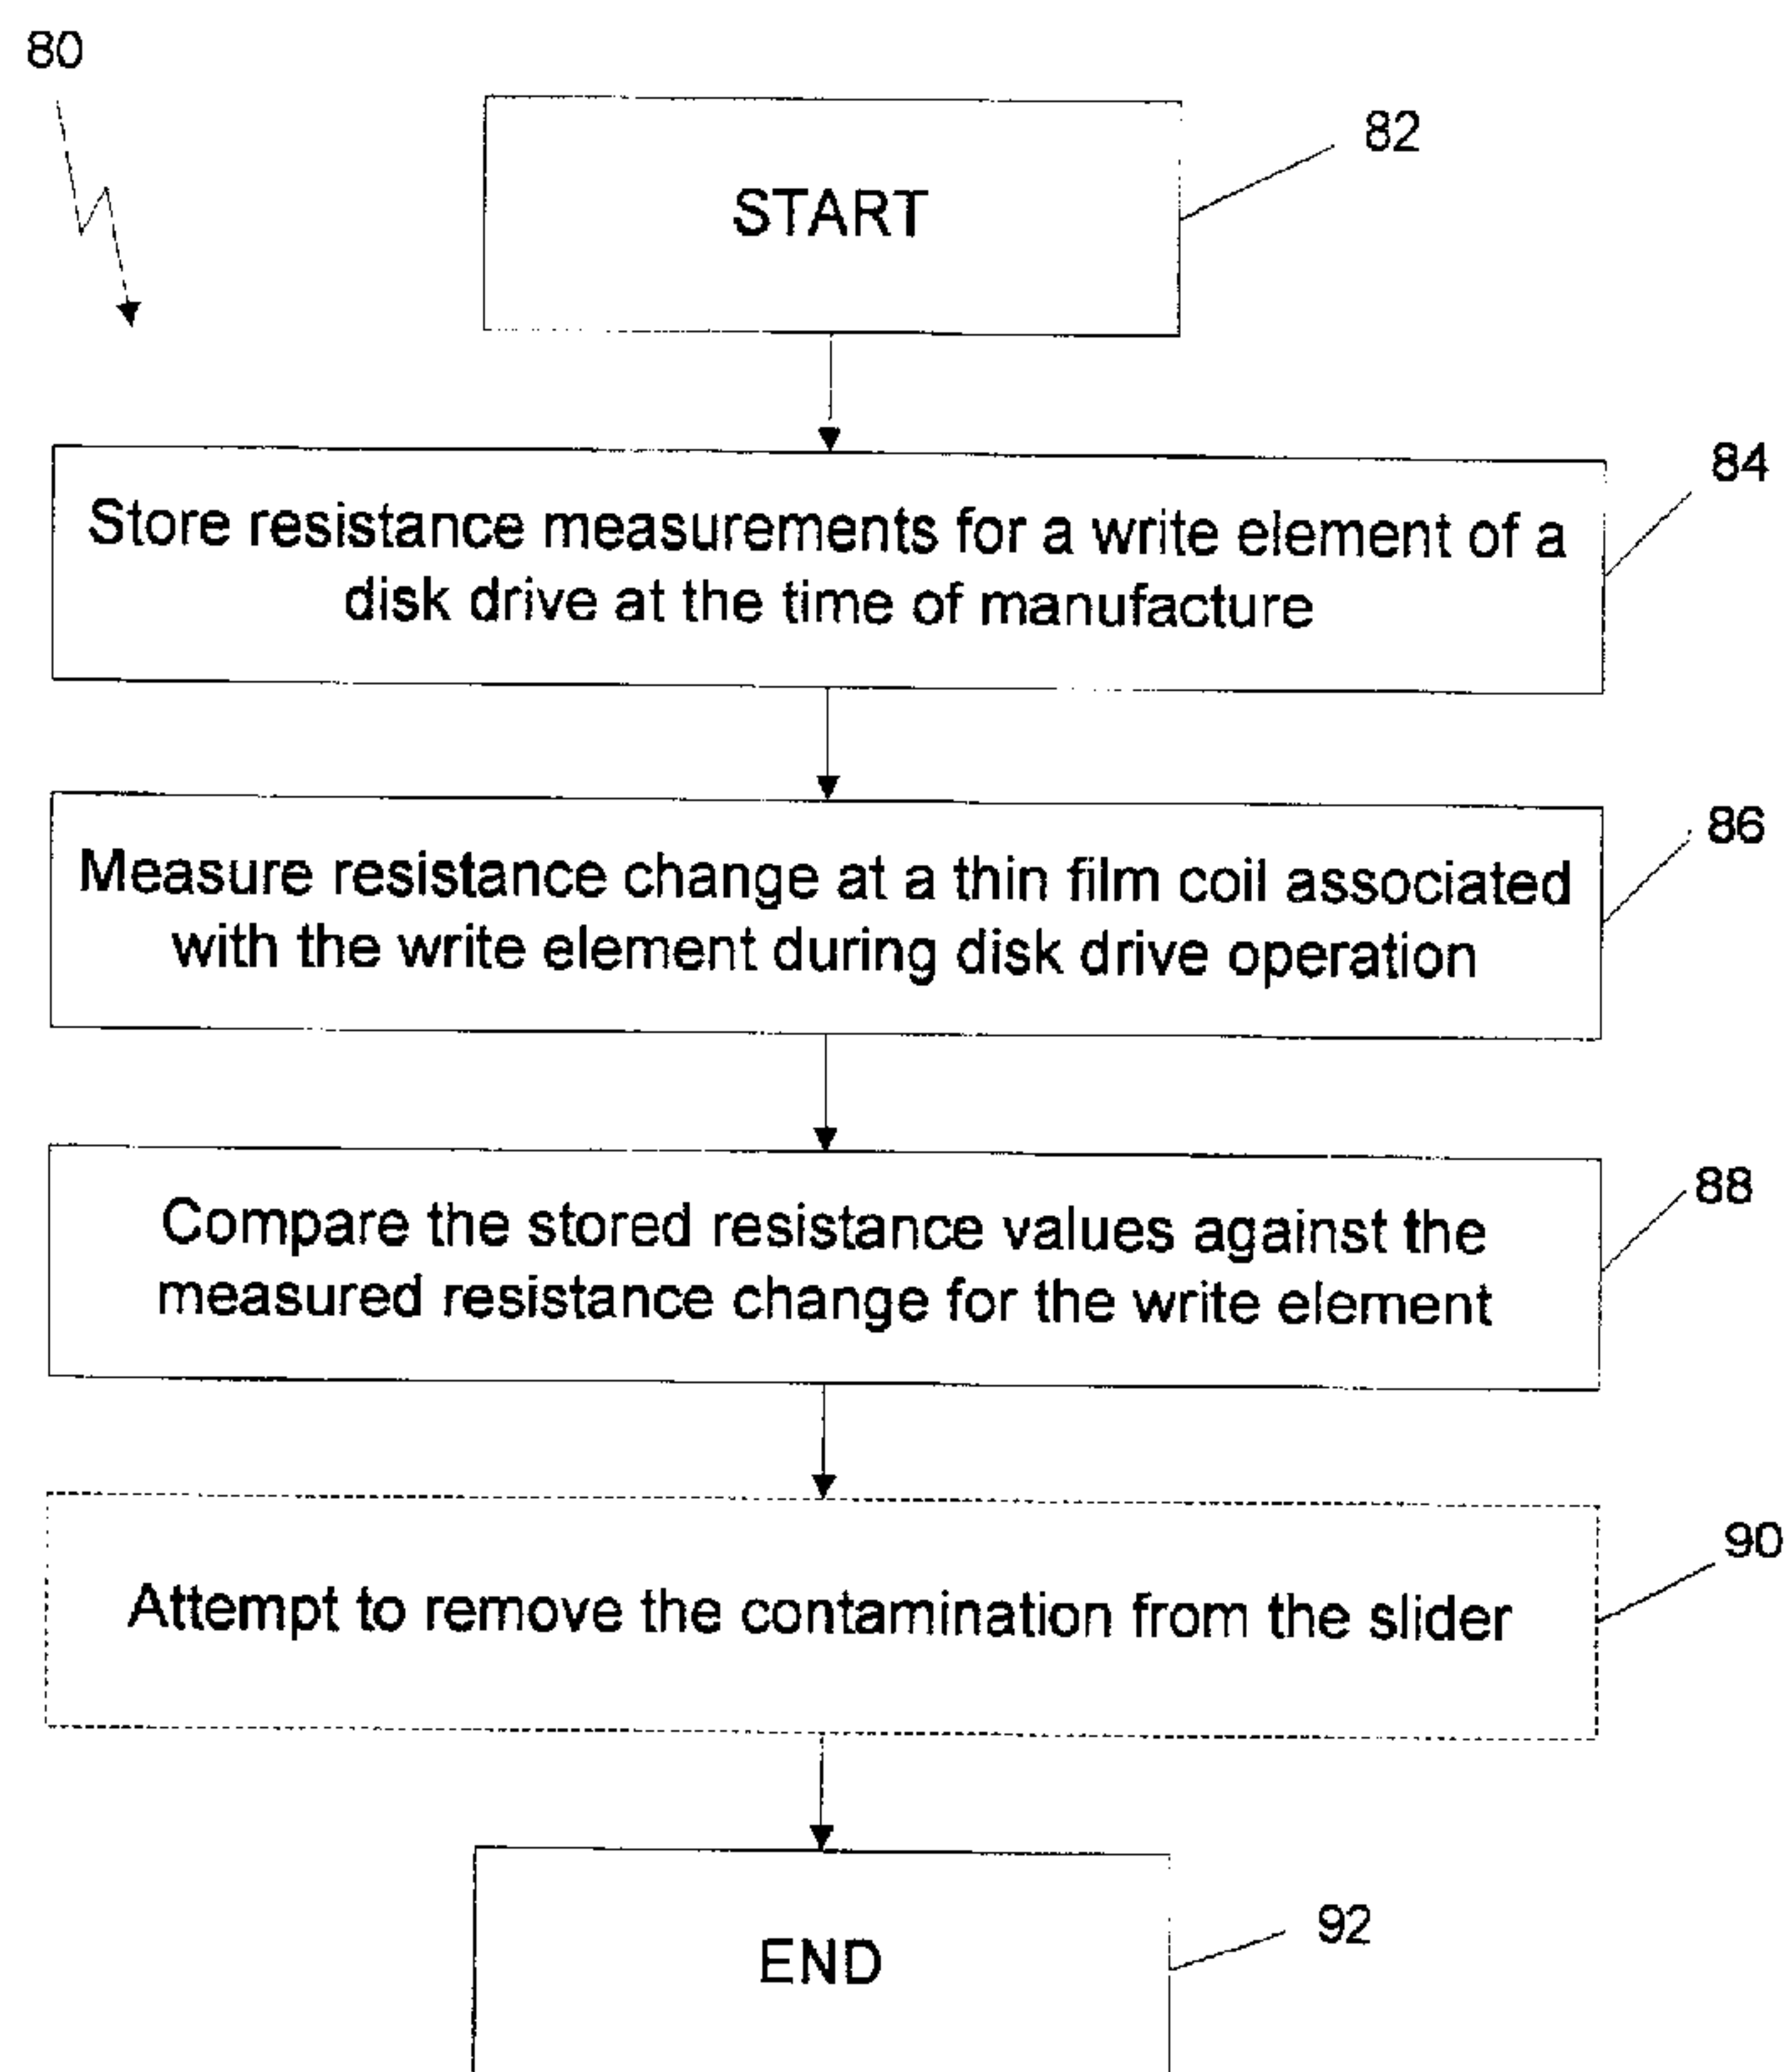 80
START
82
Store resistance measurements for a write element of a
disk drive at the time of manufacture
84
Measure resistance change at a thin film coil associated
with the write element during disk drive operation
86
Compare the stored resistance values against the
measured resistance change for the write element
88
Attempt to remove the contamination from the slider
90
END
92